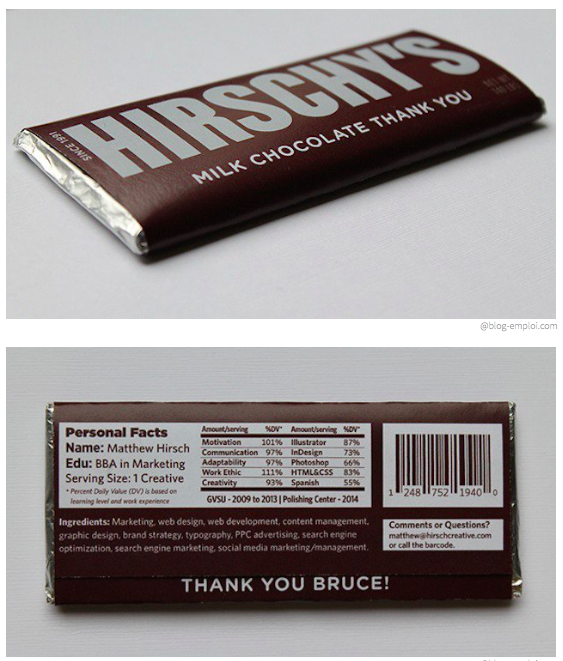 SINCE 1991
HIRSCHY'S
MILK CHOCOLATE THANK YOU
NET WT
@blog-emploi.com
Personal Facts
Name: Matthew Hirsch
Edu: BBA in Marketing
Serving Size: 1 Creative
* Percent Daily Value (DV) is based on
learning level and work experience
Amount/serving %DV* Amount/serving %DV*
Motivation 101% Illustrator 87%
Communication 97% InDesign 73%
Adaptability 97% Photoshop 66%
Work Ethic 111% HTML&CSS 83%
Creativity 93% Spanish 55%
GVSU - 2009 to 2013 | Polishing Center - 2014
Ingredients: Marketing, web design, web development, content management,
graphic design, brand strategy, typography, PPC advertising, search engine
optimization, search engine marketing, social media marketing/management.
1 248 752 1940 0
Comments or Questions?
matthew@hirschcreative.com
or call the barcode.
THANK YOU BRUCE!